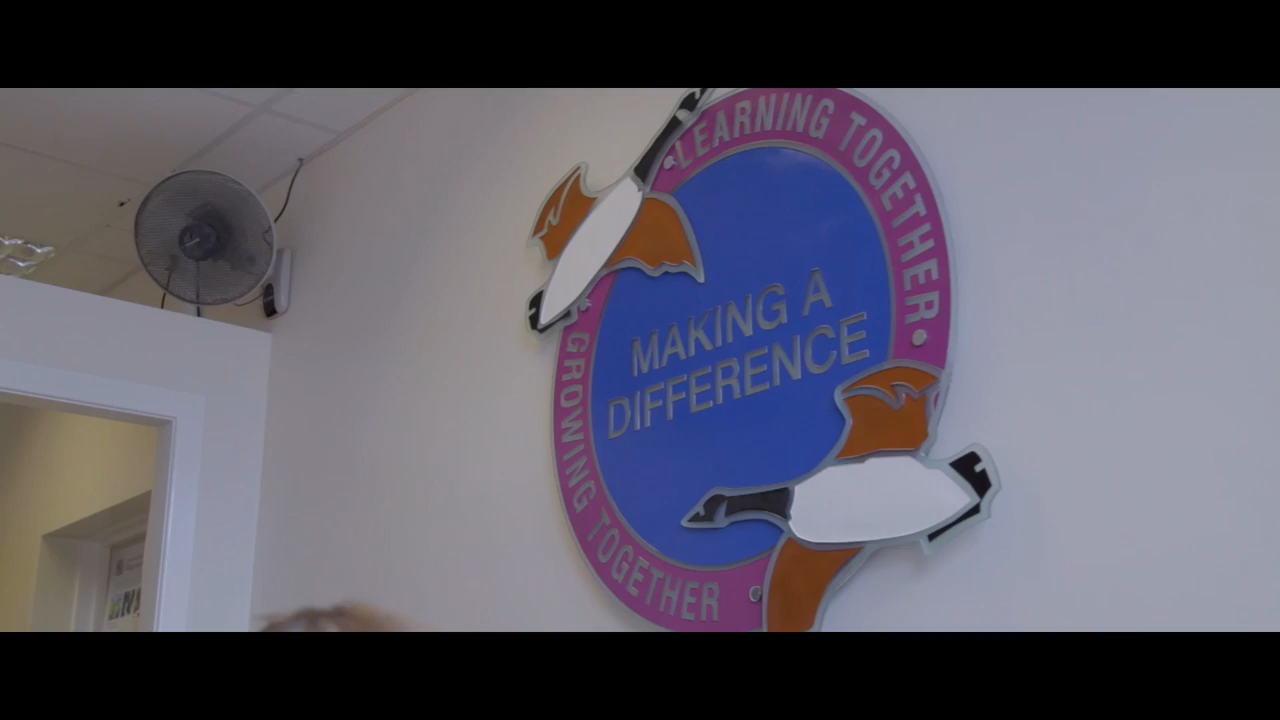 LEARNING TOGETHER
MAKING A
DIFFERENCE
GROWING TOGETHER